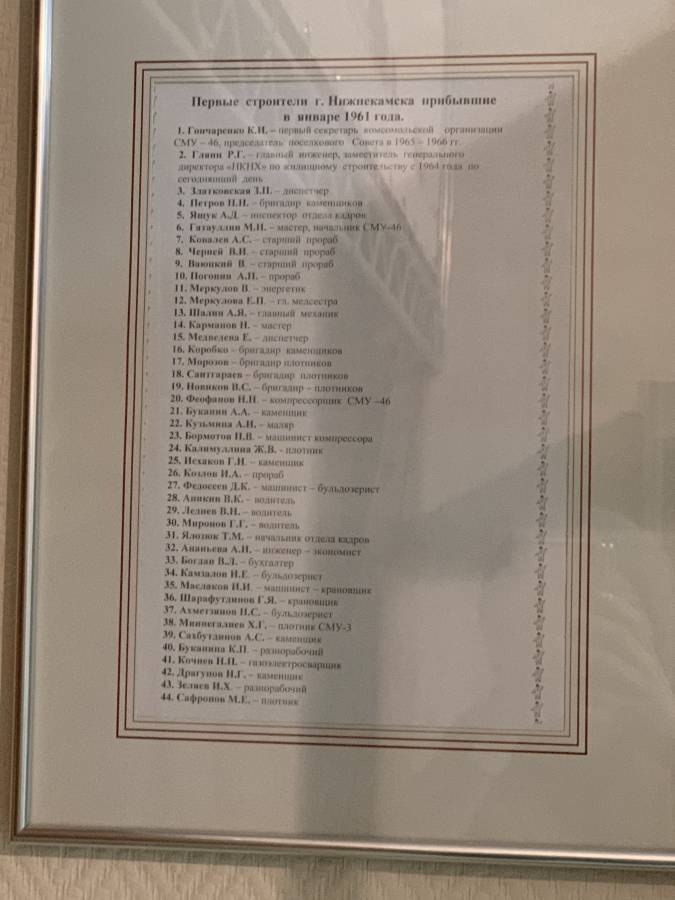 Первые строители г. Нижнекамска прибывшие
в январе 1961 года.
1. Гончаренко К.И. – первый секретарь комсомольской организации
СМУ – 46, председатель поселкового Совета в 1965 – 1966 гг.
2. Глинн Р.Г. – главный инженер, заместитель генерального
директора «НКНХ» по жилищному строительству с 1964 года по
сегодняшний день
3. Златковская З.П. – диспетчер
4. Петров Н.Н. – бригадир каменщиков
5. Ящук А.Д. – инспектор отдела кадров
6. Гатауллин М.Н. – мастер, начальник СМУ-46
7. Ковалев А.С. – старший прораб
8. Черней В.И. – старший прораб
9. Ваюцкий В. – старший прораб
10. Погонин А.П. – прораб
11. Меркулов В. – энергетик
12. Меркулова Е.П. – гл. медсестра
13. Шалин А.Я. – главный механик
14. Карманов Н. – мастер
15. Медведева Е. – диспетчер
16. Коробко – бригадир каменщиков
17. Морозов – бригадир плотников
18. Саитгараев – бригадир плотников
19. Новиков В.С. – бригадир – плотников
20. Феофанов Н.Н. – компрессорщик СМУ –46
21. Буканин А.А. – каменщик
22. Кузьмина А.И. – маляр
23. Бормотов П.В. – машинист компрессора
24. Калимуллина Ж.В. - плотник
25. Исхаков Г.Н. – каменщик
26. Козлов И.А. – прораб
27. Федосеев Д.К. – машинист – бульдозерист
28. Аникин В.К. – водитель
29. Леднев В.Н. – водитель
30. Миронов Г.Г. – водитель
31. Ялозюк Т.М. – начальник отдела кадров
32. Ананьева А.Н. – инженер – экономист
33. Богдан В.Л. – бухгалтер
34. Камзалов Н.Е. – бульдозерист
35. Маслаков И.И. – машинист – крановщик
36. Шарафутдинов Г.Я. – крановщик
37. Ахметзинов Н.С. – бульдозерист
38. Миннегалиев Х.Г. – плотник СМУ-3
39. Сахбутдинов А.С. – каменщик
40. Буканина К.П. – разнорабочий
41. Кочнев Н.П. – газоэлектросварщик
42. Драгунов Н.Г. – каменщик
43. Зеляев И.Х. – разнорабочий
44. Сафронов М.Е. – плотник